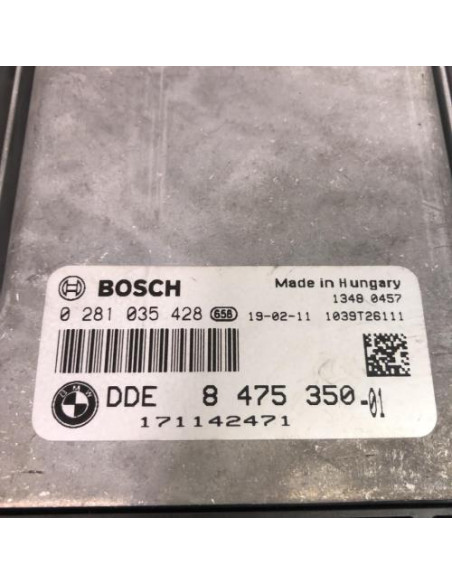 BOSCH
Made in Hungary
1348 0457
0 281 035 428 658 19-02-11 1039T26111
BMW
DDE 8 475 350-01
171142471